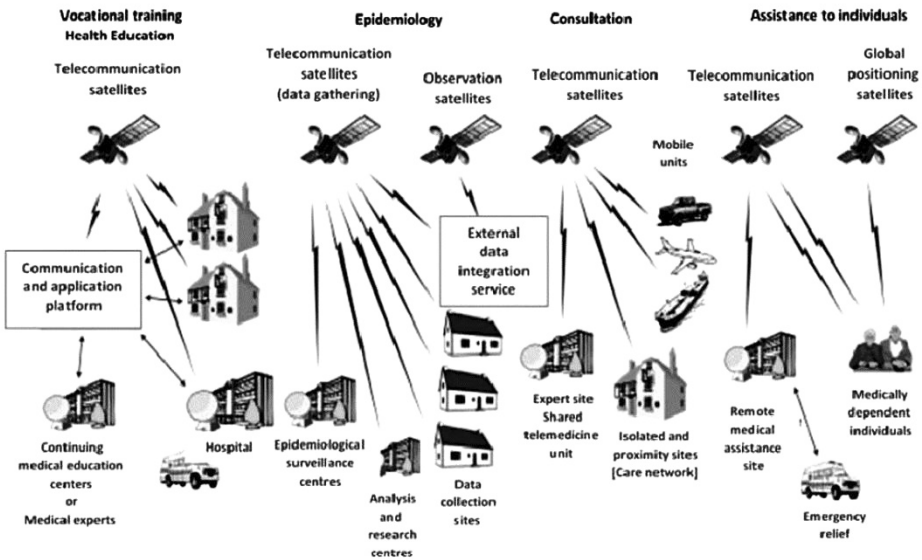 Vocational training
Health Education
Epidemiology
Consultation
Assistance to individuals
Telecommunication
satellites
Telecommunication
satellites
(data gathering)
Observation
satellites
Telecommunication
satellites
Telecommunication
satellites
Global
positioning
satellites
Mobile
units
Communication
and application
platform
External
data
integration
service
Continuing
medical education
centers
or
Medical experts
Hospital
Epidemiological
surveillance
centres
Analysis
and
research
centres
Data
collection
sites
Expert site
Shared
telemedicine
unit
Isolated and
proximity sites
[Care network]
Remote
medical
assistance
site
Medically
dependent
individuals
Emergency
relief